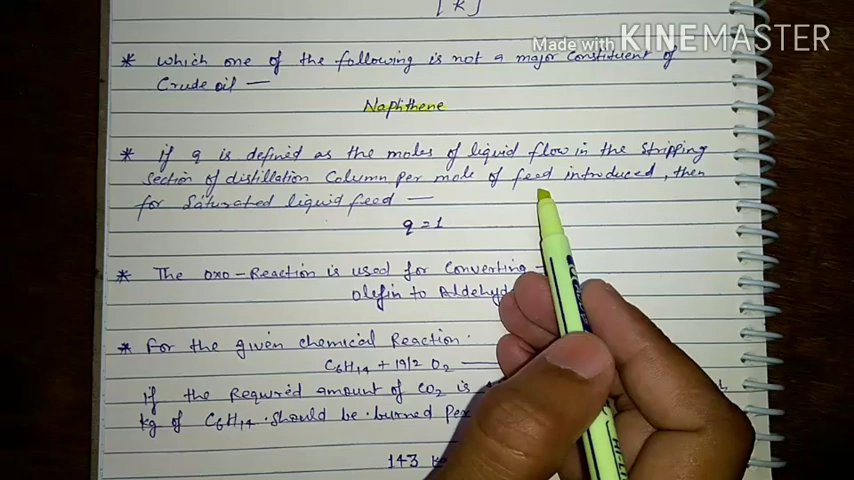 [K]
Made with KINEMASTER
* which one of the following is not a major constituent of
Crude oil —
Naphthene
* if q is defined as the moles of liquid flow in the stripping
section of distillation column per mole of feed introduced, then
for saturated liquid feed —
q = 1
* The oxo-Reaction is used for converting —
Olefin to Aldehyd
* For the given chemical Reaction.
C6H14 + 19/2 O2 —
if the Required amount of CO2 is
kg of C6H14 should be burned per
143